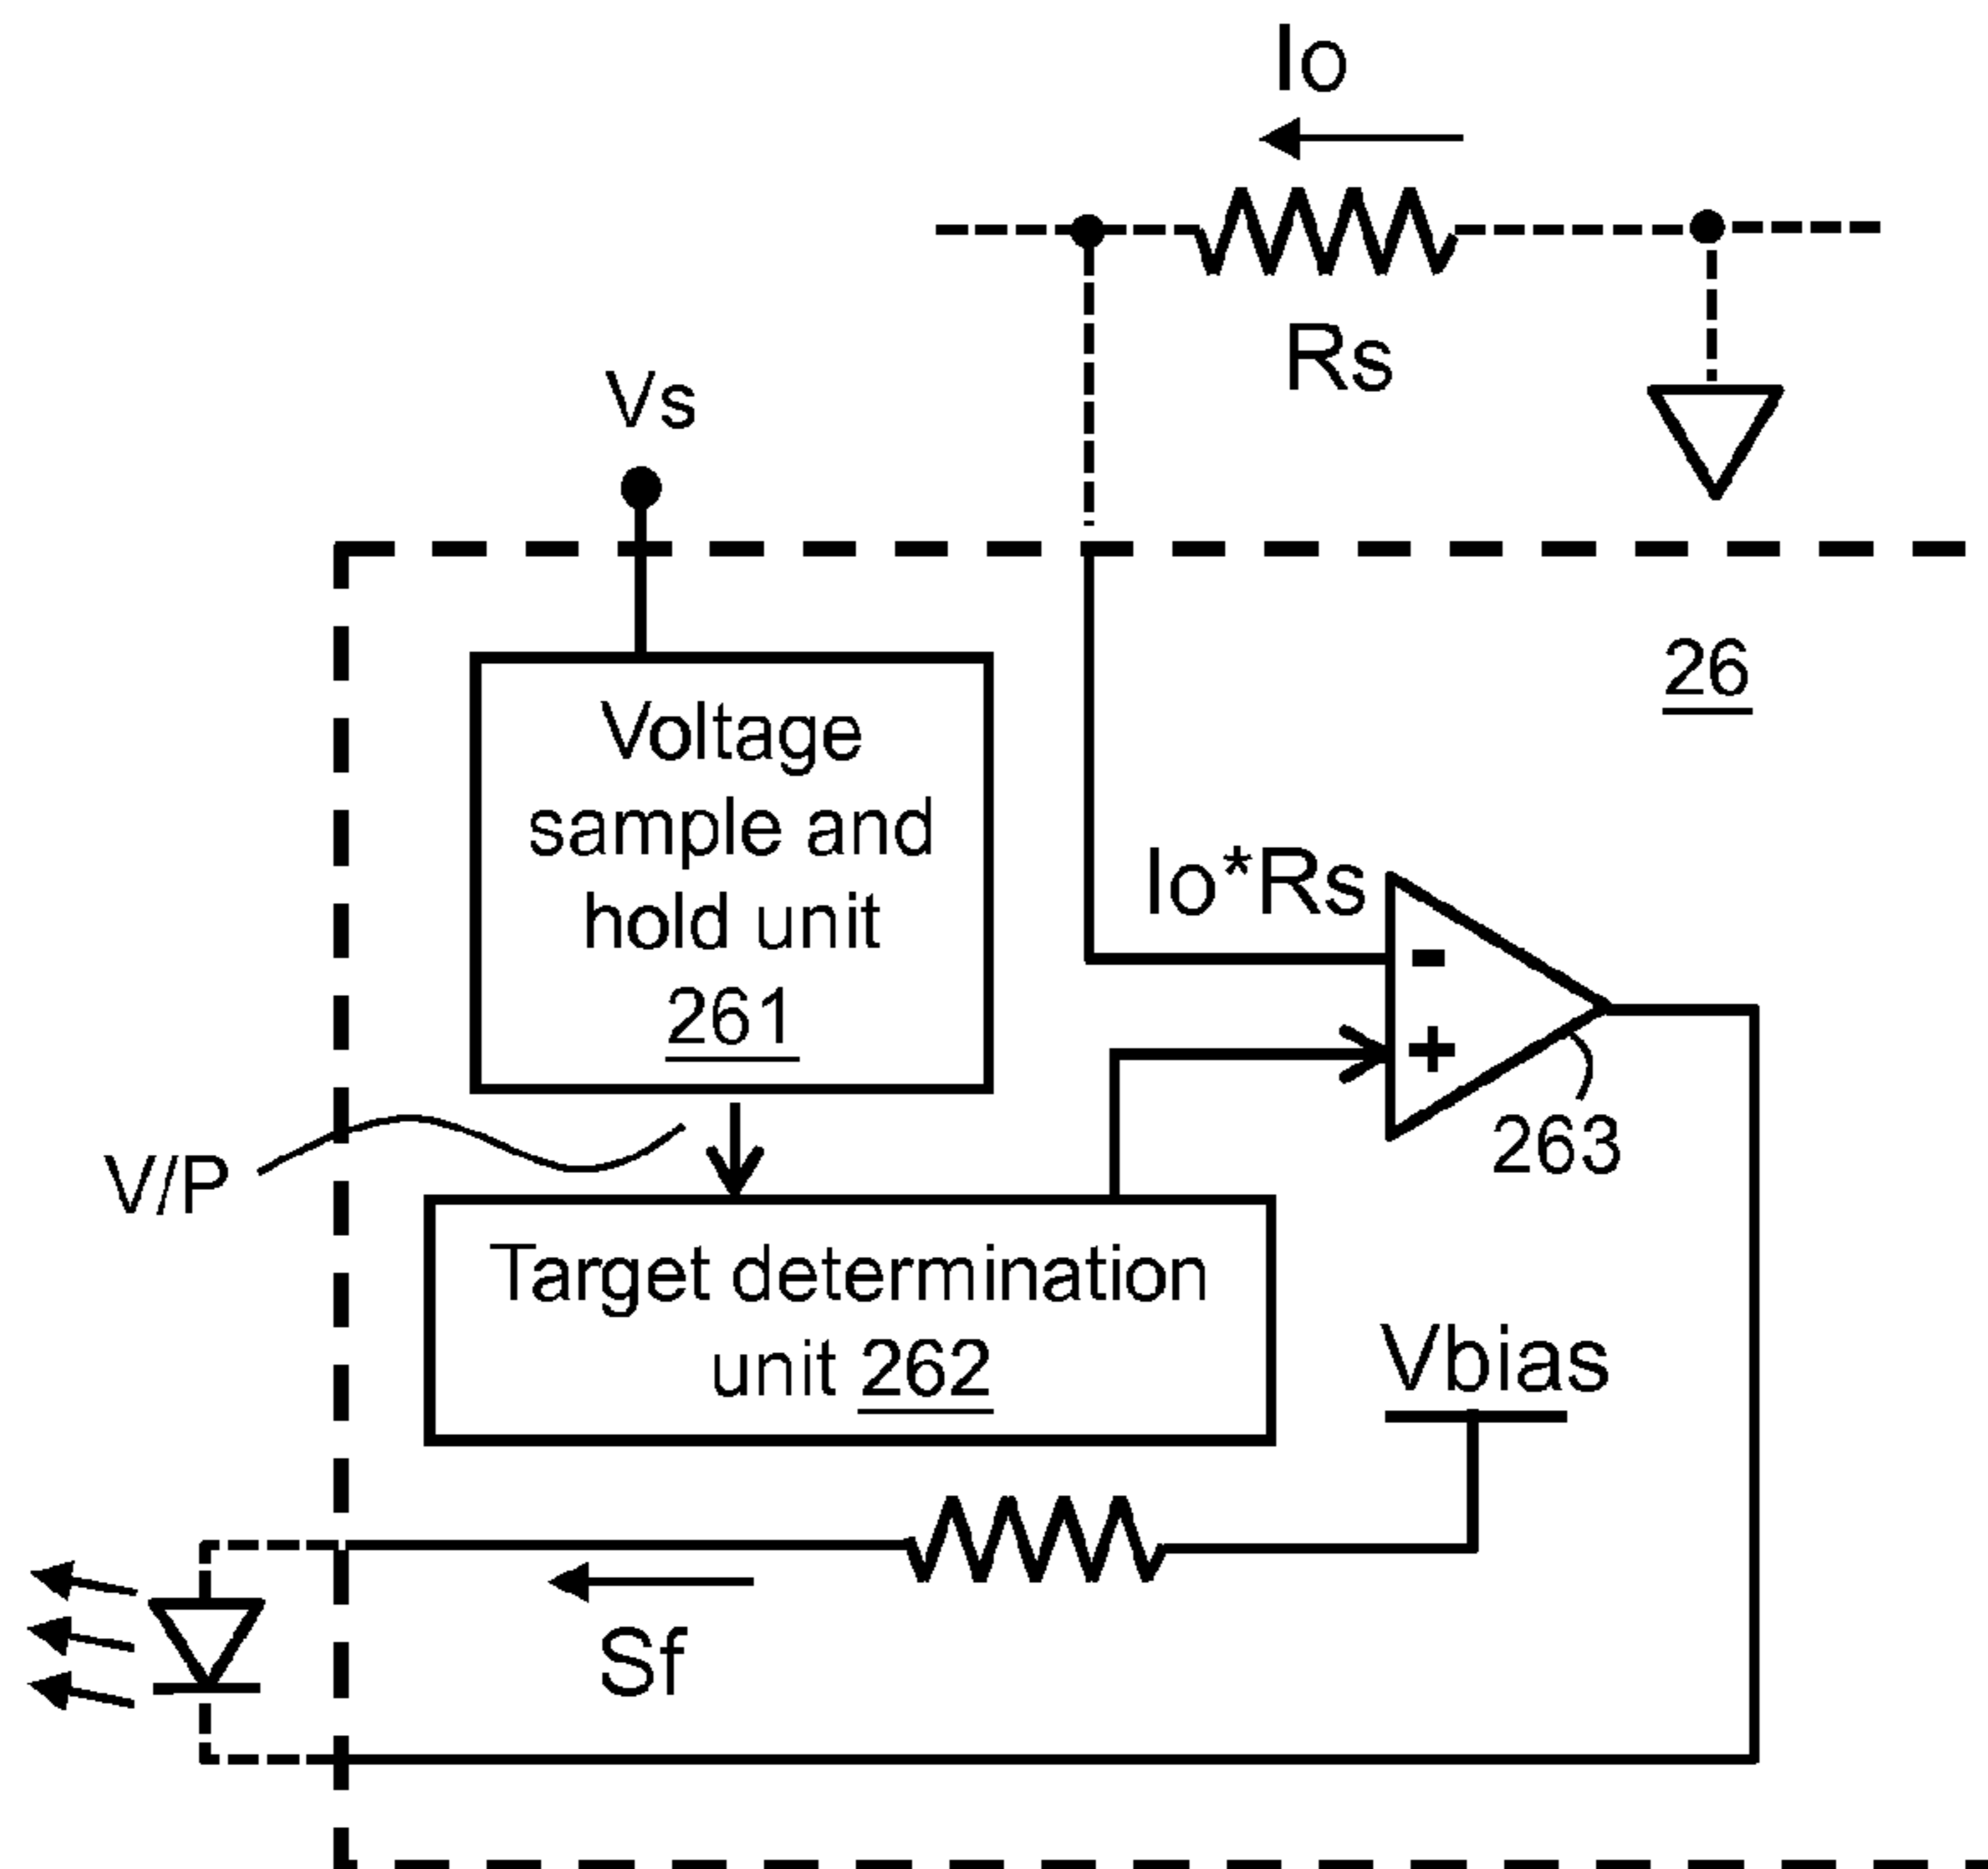 Io
Rs
Vs
26
Voltage
sample and
hold unit
261
Io*Rs
-
+
263
V/P
Target determination
unit 262
Vbias
Sf